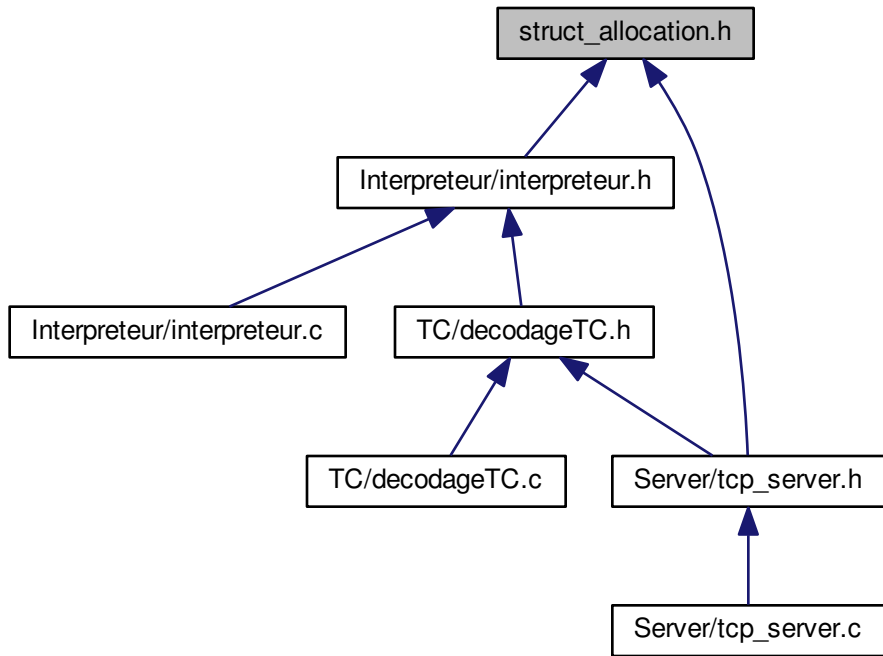 struct_allocation.h
Interpreteur/interpreteur.h
Interpreteur/interpreteur.c
TC/decodageTC.h
TC/decodageTC.c
Server/tcp_server.h
Server/tcp_server.c